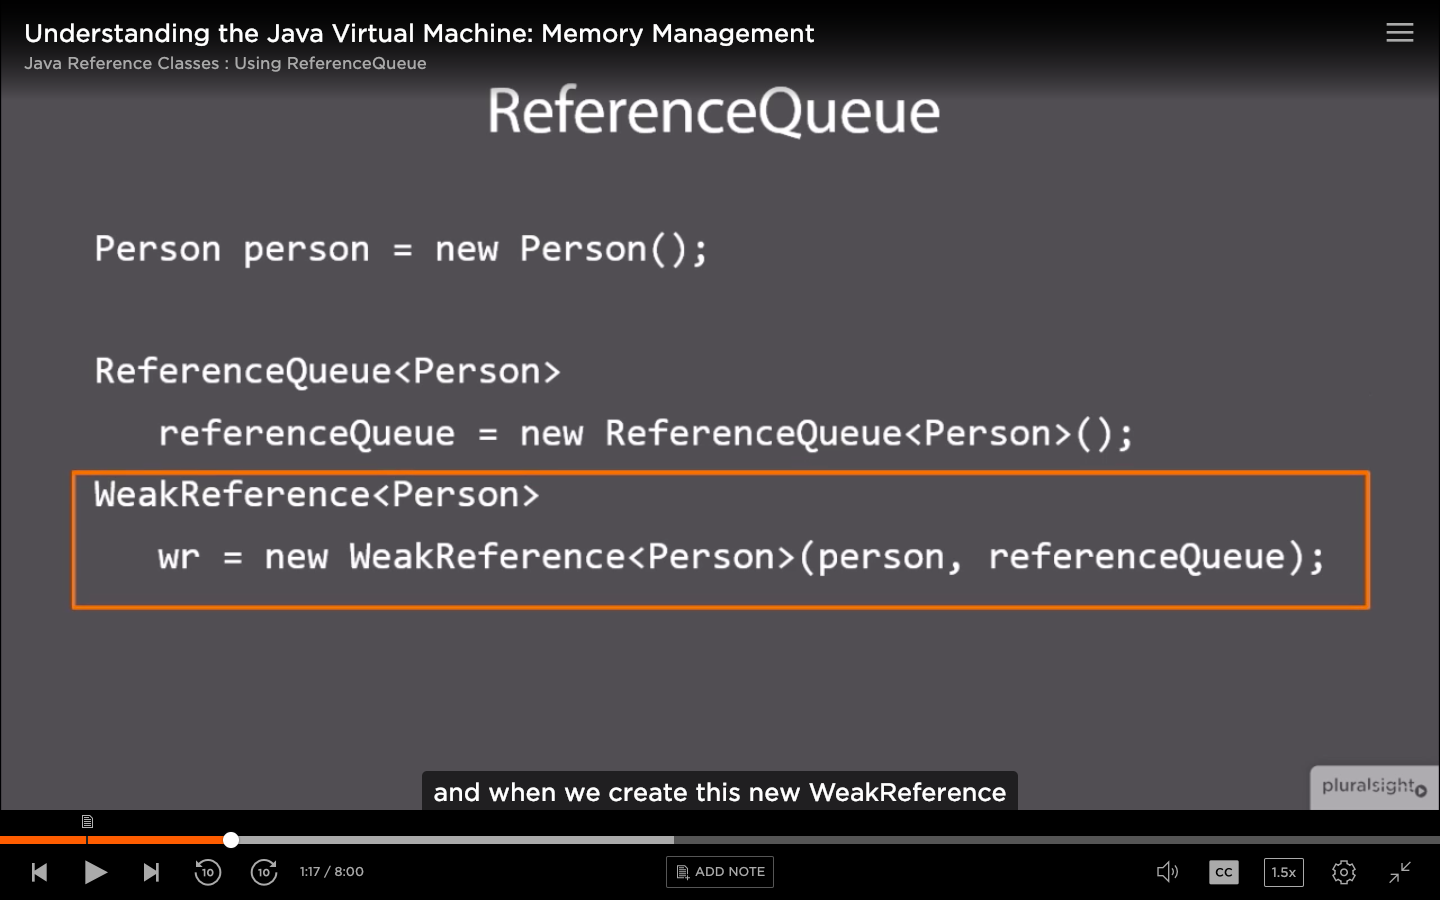 Understanding the Java Virtual Machine: Memory Management
Java Reference Classes : Using ReferenceQueue
ReferenceQueue
Person person = new Person();
ReferenceQueue<Person>
referenceQueue = new ReferenceQueue<Person>();
WeakReference<Person>
wr = new WeakReference<Person>(person, referenceQueue);
and when we create this new WeakReference
pluralsight
10
10
1:17 / 8:00
ADD NOTE
CC
1.5x